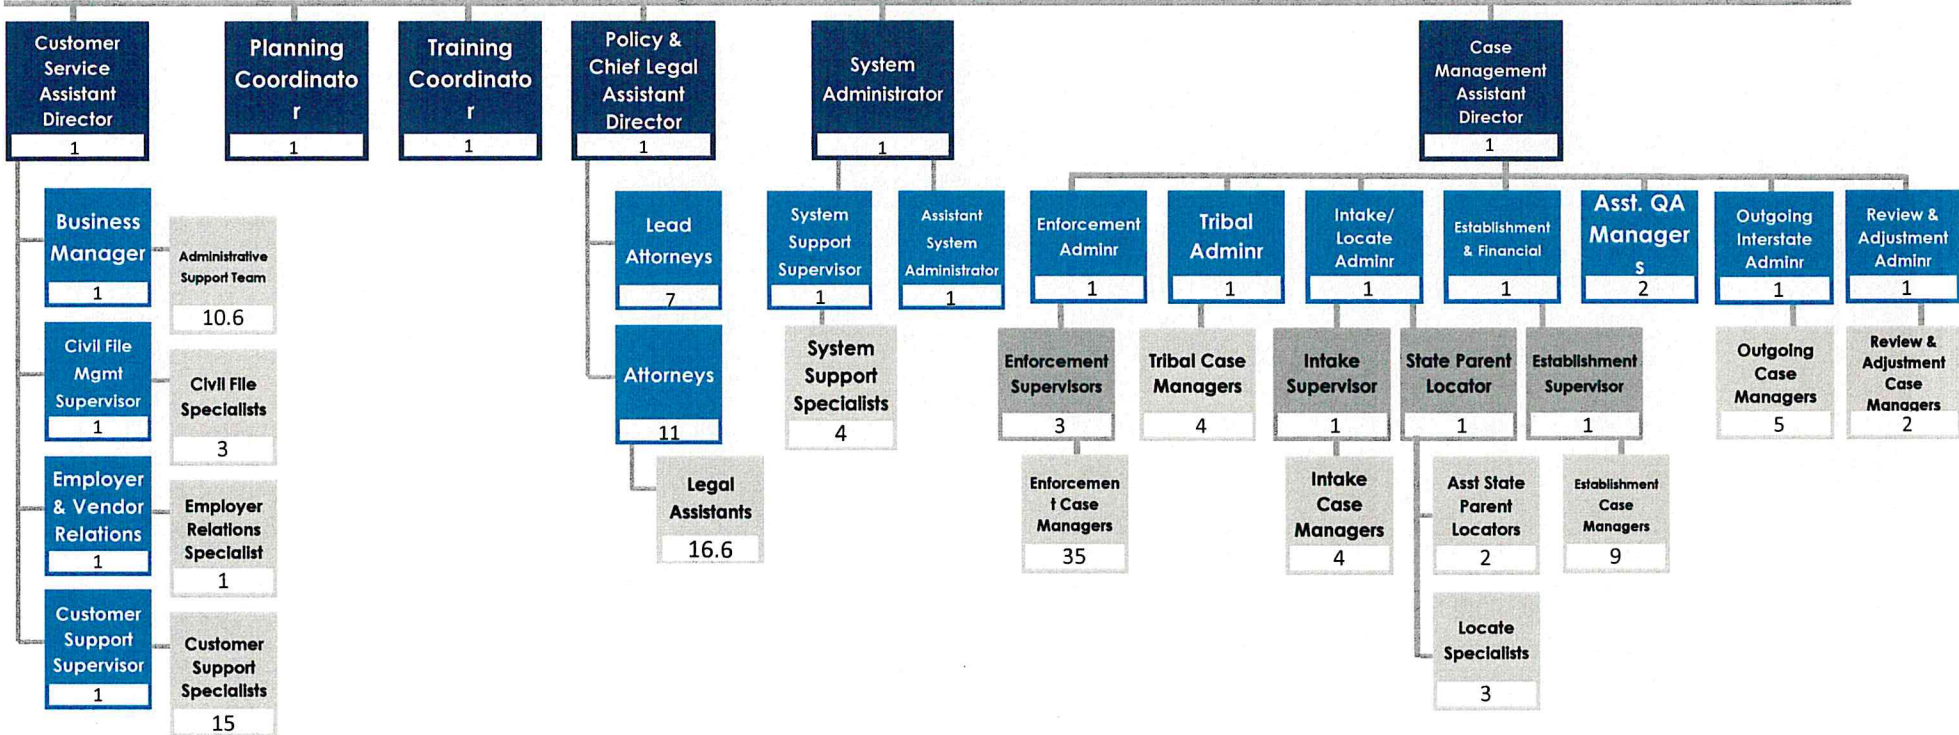 Customer
Service
Assistant
Director
1
Planning
Coordinato
r
1
Training
Coordinato
r
1
Policy &
Chief Legal
Assistant
Director
1
System
Administrator
1
Case
Management
Assistant
Director
1
Business
Manager
1
Administrative
Support Team
10.6
Civil File
Mgmt
Supervisor
1
Civil File
Specialists
3
Employer
& Vendor
Relations
1
Employer
Relations
Specialist
1
Customer
Support
Supervisor
1
Customer
Support
Specialists
15
Lead
Attorneys
7
Attorneys
11
Legal
Assistants
16.6
System
Support
Supervisor
1
Assistant
System
Administrator
1
System
Support
Specialists
4
Enforcement
Adminr
1
Tribal
Adminr
1
Intake/
Locate
Adminr
1
Establishment
& Financial
1
Asst. QA
Manager
s
2
Outgoing
Interstate
Adminr
1
Review &
Adjustment
Adminr
1
Enforcement
Supervisors
3
Tribal Case
Managers
4
Intake
Supervisor
1
State Parent
Locator
1
Establishment
Supervisor
1
Outgoing
Case
Managers
5
Review &
Adjustment
Case
Managers
2
Enforcemen
t Case
Managers
35
Intake
Case
Managers
4
Asst State
Parent
Locators
2
Establishment
Case
Managers
9
Locate
Specialists
3